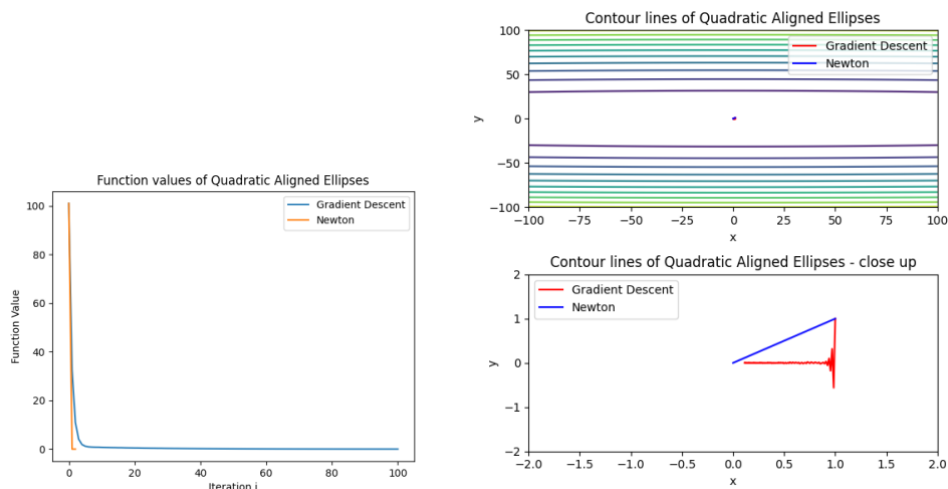 Function values of Quadratic Aligned Ellipses
Gradient Descent
Newton
Function Value
100
80
60
40
20
0
0 20 40 60 80 100
Iteration i
Contour lines of Quadratic Aligned Ellipses
Gradient Descent
Newton
y
100
50
0
−50
−100
−100 −75 −50 −25 0 25 50 75 100
x
Contour lines of Quadratic Aligned Ellipses - close up
Gradient Descent
Newton
y
2
1
0
−1
−2
−2.0 −1.5 −1.0 −0.5 0.0 0.5 1.0 1.5 2.0
x